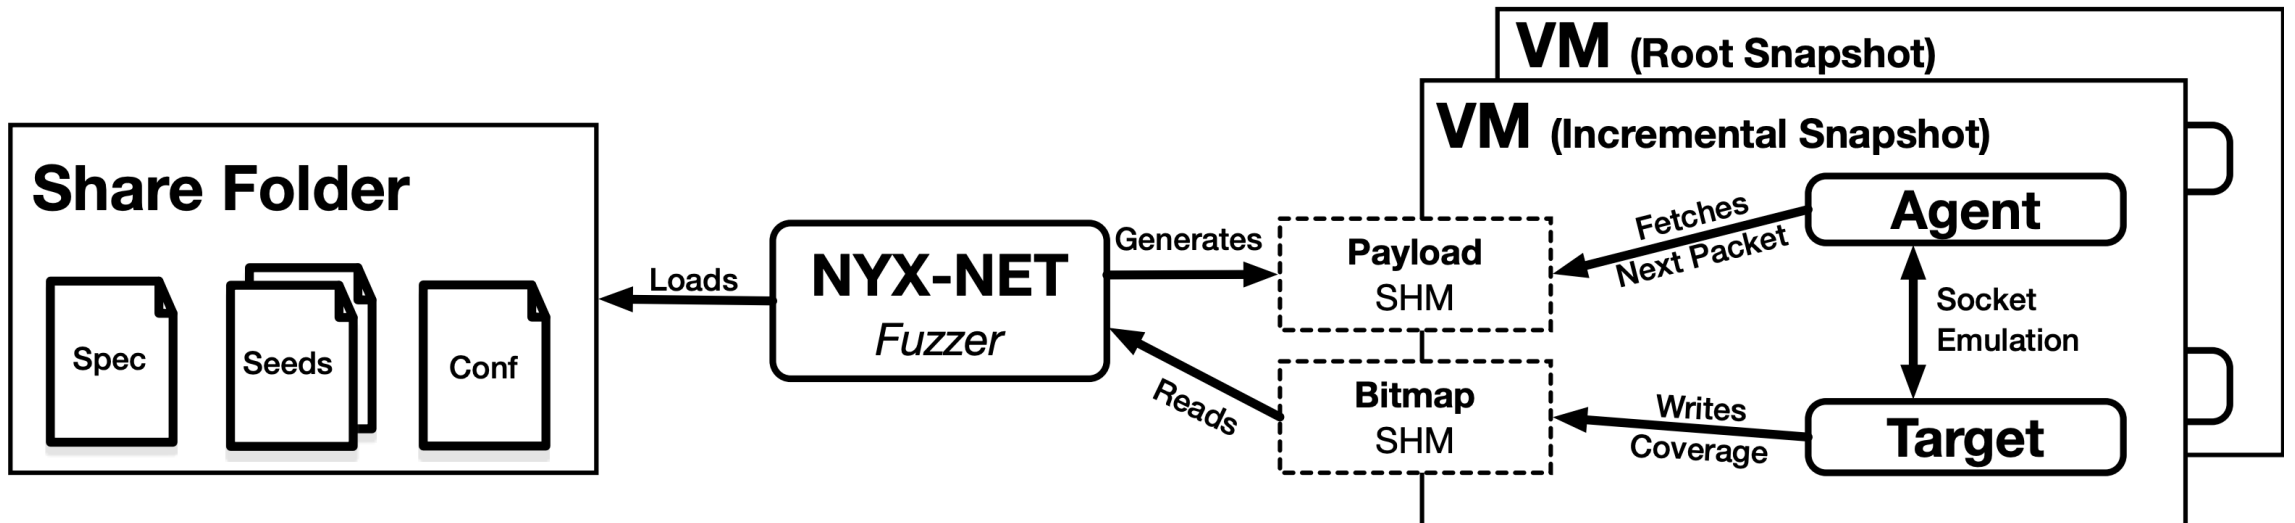 VM (Root Snapshot)
VM (Incremental Snapshot)
Share Folder
Spec
Seeds
Conf
Loads
NYX-NET
Fuzzer
Generates
Reads
Payload
SHM
Bitmap
SHM
Fetches
Next Packet
Agent
Socket
Emulation
Writes
Coverage
Target